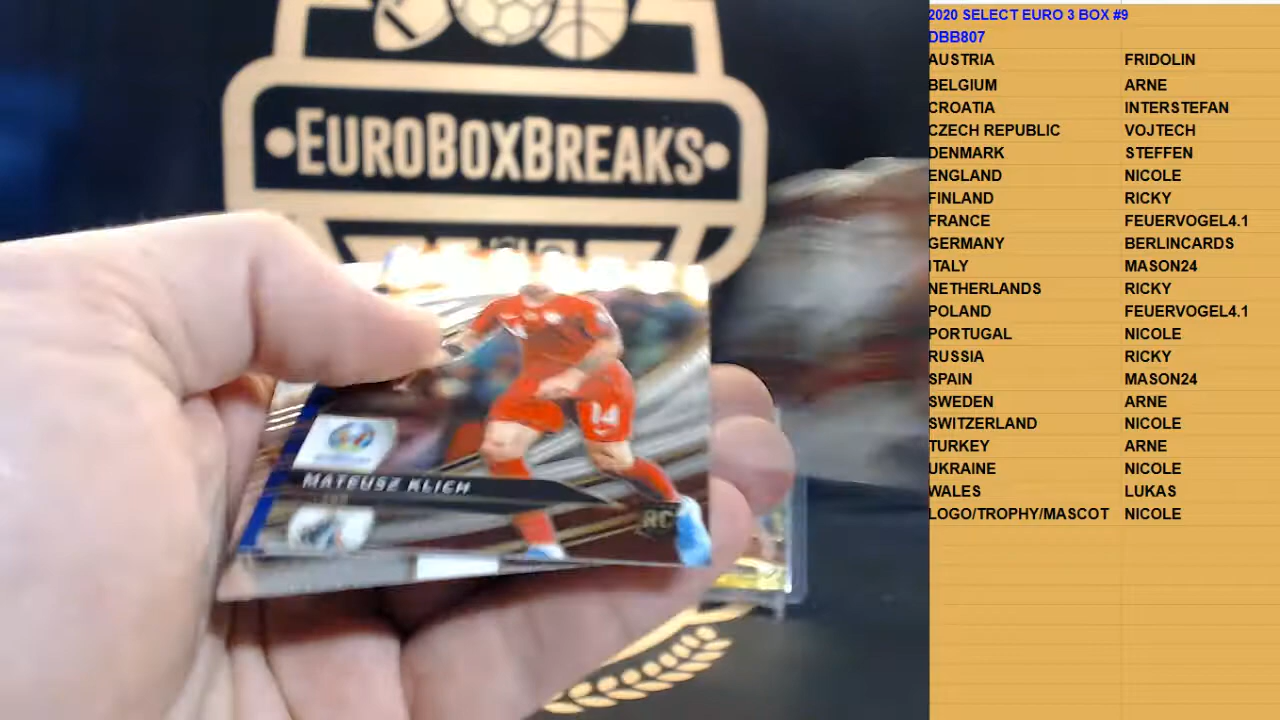 EUROBOXBREAKS
MATEUSZ KLICH
14
RC
2020 SELECT EURO 3 BOX #9
DBB807
AUSTRIA FRIDOLIN
BELGIUM ARNE
CROATIA INTERSTEFAN
CZECH REPUBLIC VOJTECH
DENMARK STEFFEN
ENGLAND NICOLE
FINLAND RICKY
FRANCE FEUERVOGEL4.1
GERMANY BERLINCARDS
ITALY MASON24
NETHERLANDS RICKY
POLAND FEUERVOGEL4.1
PORTUGAL NICOLE
RUSSIA RICKY
SPAIN MASON24
SWEDEN ARNE
SWITZERLAND NICOLE
TURKEY ARNE
UKRAINE NICOLE
WALES LUKAS
LOGO/TROPHY/MASCOT NICOLE